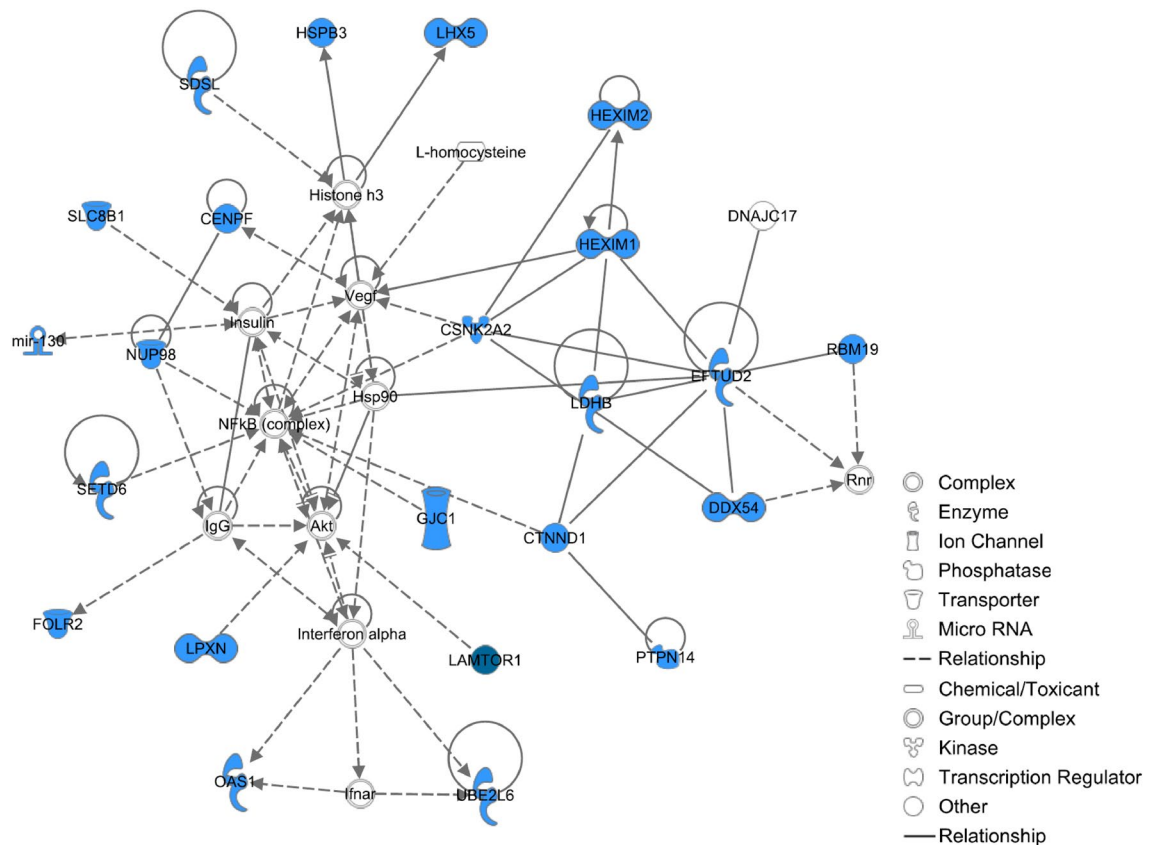 HSPB3
LHX5
SDSL
HEXIM2
L-homocysteine
Histone h3
SLC8B1
CENPF
DNAJC17
HEXIM1
Vegf
Insulin
CSNK2A2
mir-130
NUP98
RBM19
EFTUD2
Hsp90
LDHB
NFkB (complex)
SETD6
Rnr
DDX54
GJC1
IgG
Akt
CTNND1
FOLR2
Interferon alpha
LPXN
LAMTOR1
PTPN14
OAS1
Ifnar
UBE2L6
Complex
Enzyme
Ion Channel
Phosphatase
Transporter
Micro RNA
Relationship
Chemical/Toxicant
Group/Complex
Kinase
Transcription Regulator
Other
Relationship